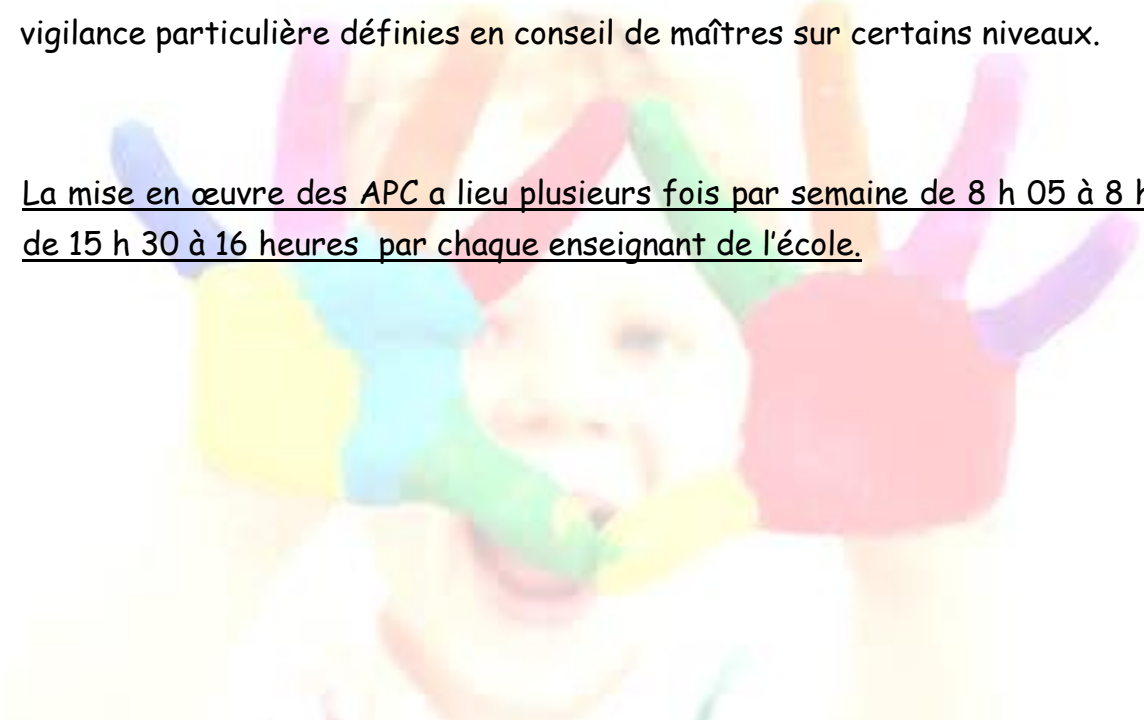 vigilance particulière définies en conseil de maîtres sur certains niveaux.
La mise en œuvre des APC a lieu plusieurs fois par semaine de 8 h 05 à 8 h
de 15 h 30 à 16 heures par chaque enseignant de l'école.